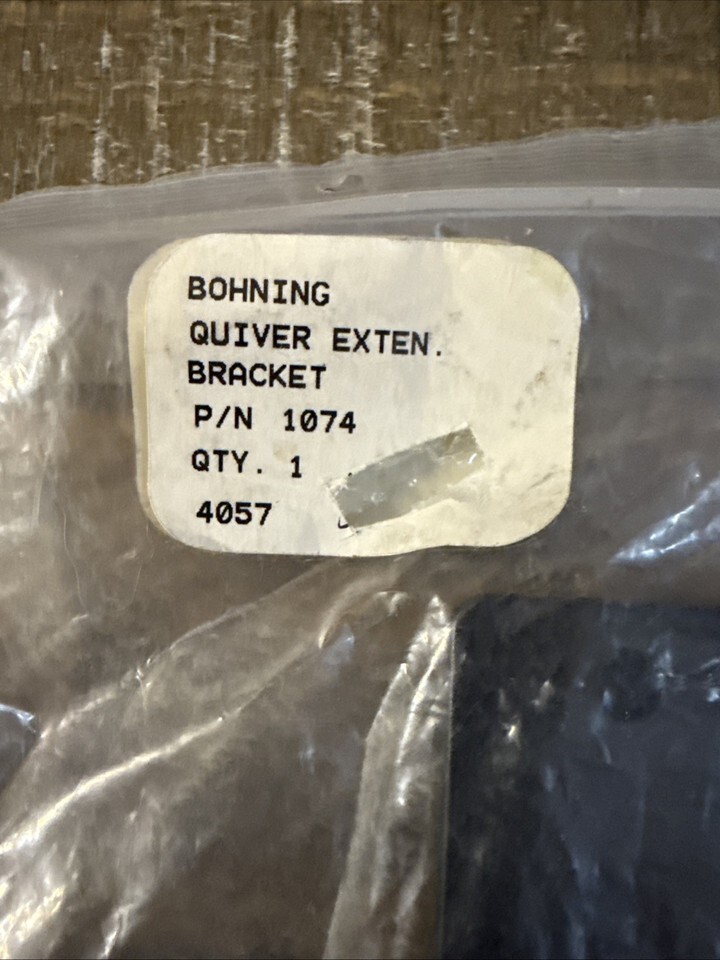 BOHNING
QUIVER EXTEN.
BRACKET
P/N 1074
QTY. 1
4057